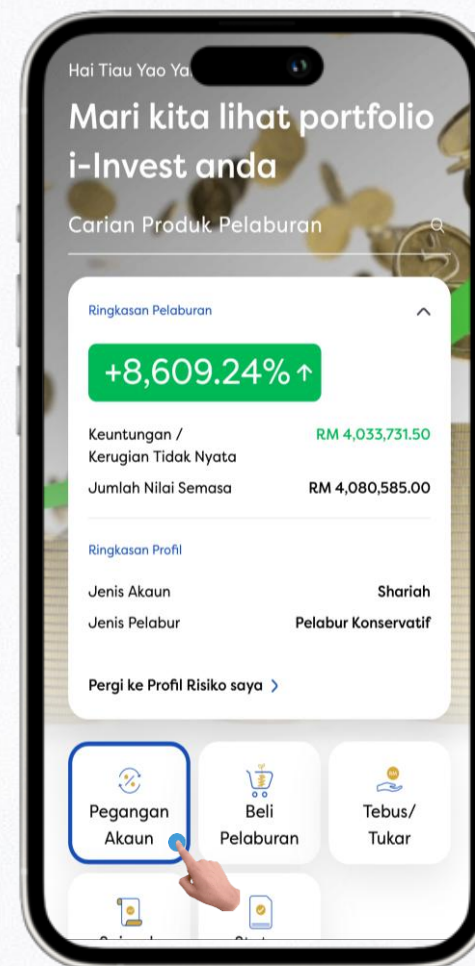 Hai Tiau Yao Ya
Mari kita lihat portfolio
i-Invest anda
Carian Produk Pelaburan
Ringkasan Pelaburan
+8,609.24% ↑
Keuntungan / RM 4,033,731.50
Kerugian Tidak Nyata
Jumlah Nilai Semasa RM 4,080,585.00
Ringkasan Profil
Jenis Akaun Shariah
Jenis Pelabur Pelabur Konservatif
Pergi ke Profil Risiko saya >
Pegangan Beli Tebus/
Akaun Pelaburan Tukar